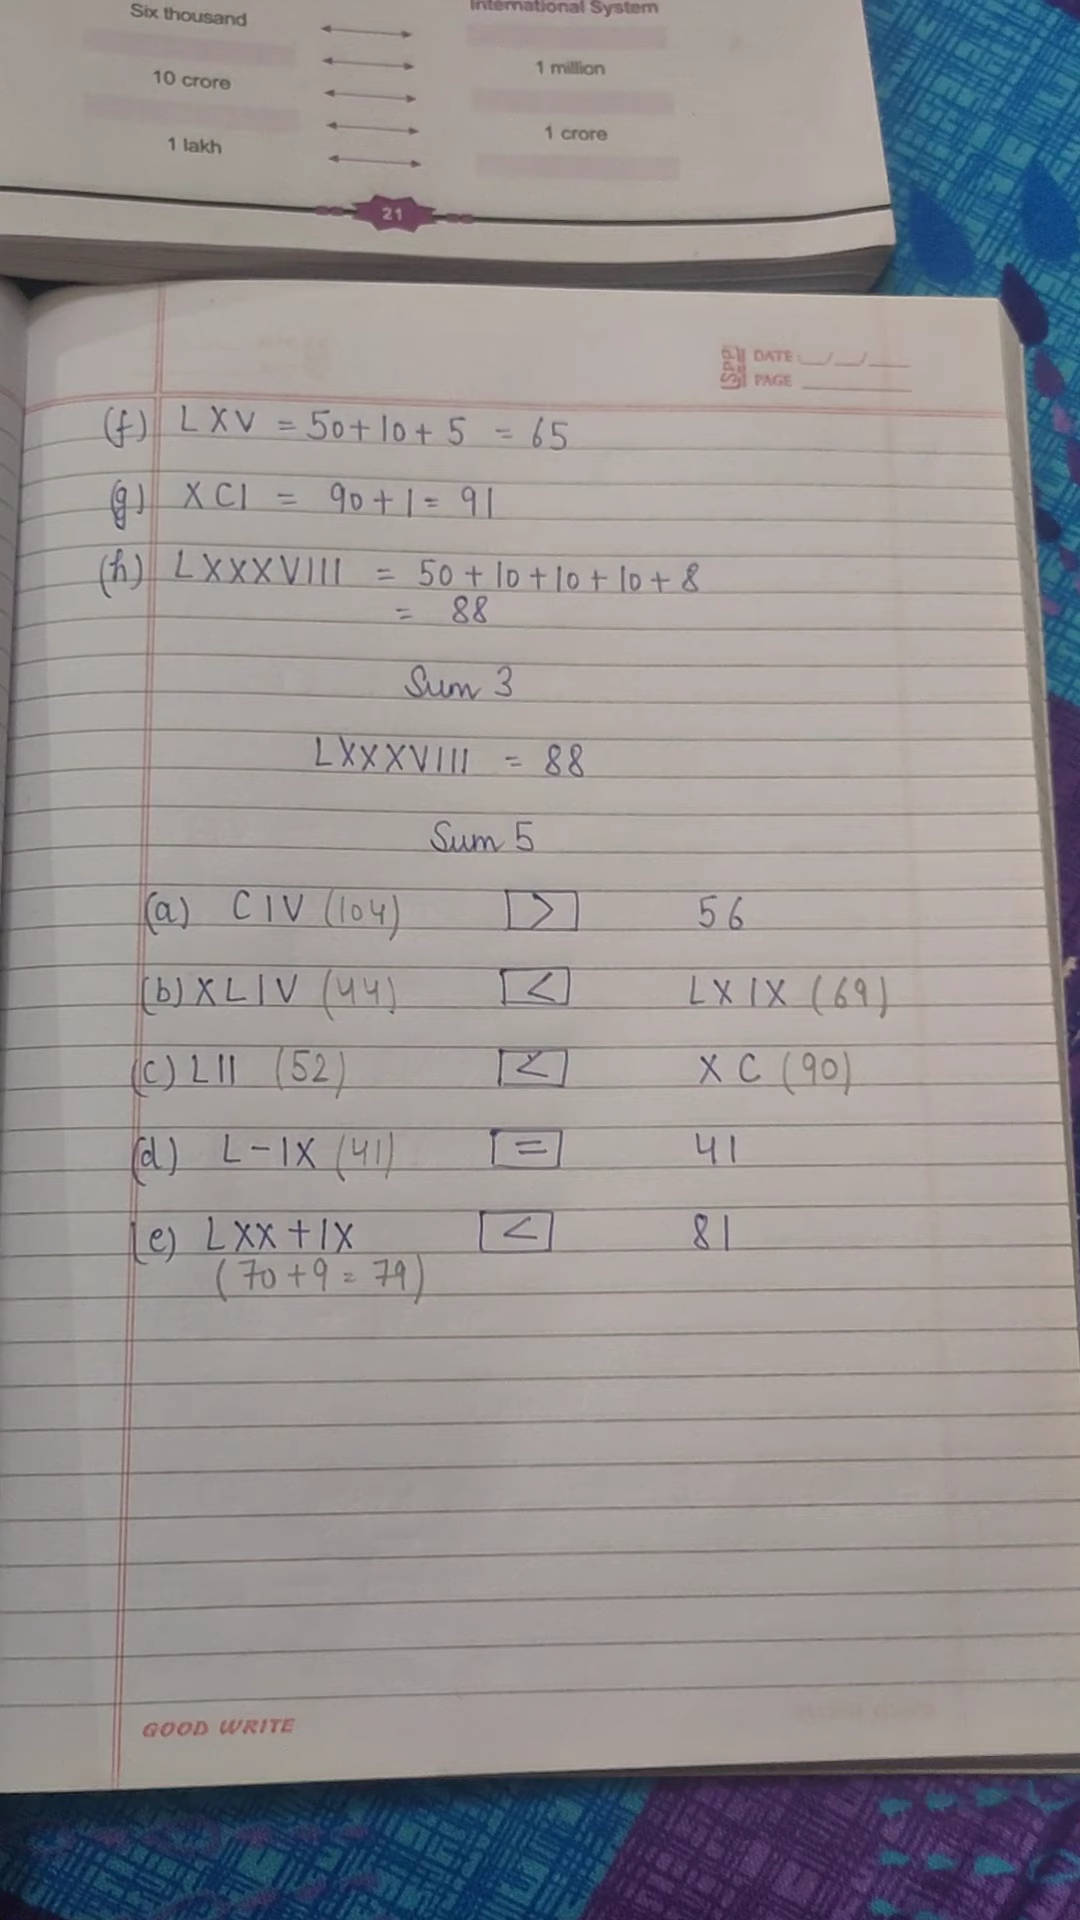 Six thousand International System
10 crore 1 million
1 lakh 1 crore
21
DATE: __/__/__
PAGE
(f) LXV = 50+10+5 = 65
(g) XCI = 90+1= 91
(h) LXXXVIII = 50+10+10+10+8
= 88
Sum 3
LXXXVIII = 88
Sum 5
(a) CIV (104) > 56
(b) XLIV (44) < LXIX (69)
(c) LII (52) < XC (90)
(d) L-IX (41) = 41
(e) LXX+IX < 81
(70+9=79)
GOOD WRITE